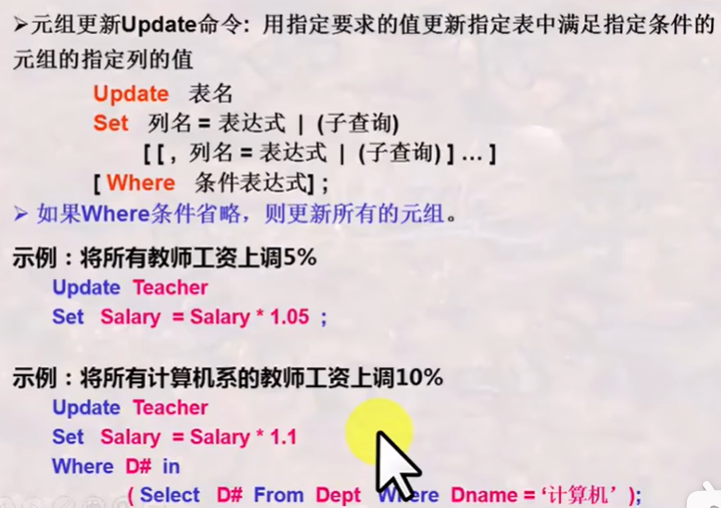 ➢元组更新Update命令: 用指定要求的值更新指定表中满足指定条件的
元组的指定列的值
Update 表名
Set 列名 = 表达式 | (子查询)
[ [ , 列名 = 表达式 | (子查询) ] … ]
[ Where 条件表达式] ;
➢ 如果Where条件省略，则更新所有的元组。
示例：将所有教师工资上调5%
Update Teacher
Set Salary = Salary * 1.05 ;
示例：将所有计算机系的教师工资上调10%
Update Teacher
Set Salary = Salary * 1.1
Where D# in
( Select D# From Dept Where Dname = ‘计算机’ );